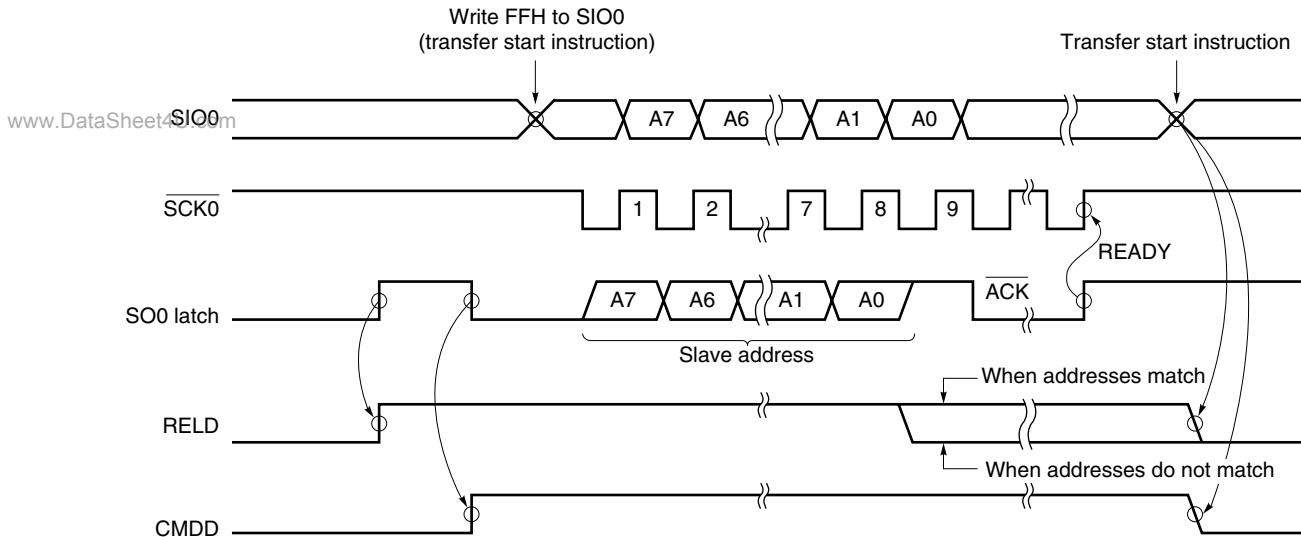 Write FFH to SIO0
(transfer start instruction)
Transfer start instruction
www.DataSheet4U.com
SIO0
A7 A6 A1 A0
SCK0
1 2 7 8 9
READY
SO0 latch
A7 A6 A1 A0
ACK
Slave address
When addresses match
RELD
When addresses do not match
CMDD